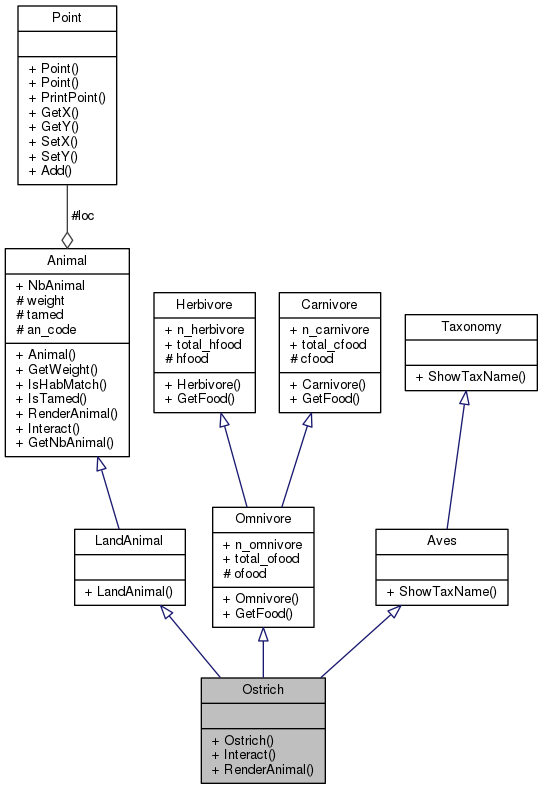 Point
+ Point()
+ Point()
+ PrintPoint()
+ GetX()
+ GetY()
+ SetX()
+ SetY()
+ Add()
#loc
Animal
+ NbAnimal
# weight
# tamed
# an_code
+ Animal()
+ GetWeight()
+ IsHabMatch()
+ IsTamed()
+ RenderAnimal()
+ Interact()
+ GetNbAnimal()
Herbivore
+ n_herbivore
+ total_hfood
# hfood
+ Herbivore()
+ GetFood()
Carnivore
+ n_carnivore
+ total_cfood
# cfood
+ Carnivore()
+ GetFood()
Taxonomy
+ ShowTaxName()
LandAnimal
+ LandAnimal()
Omnivore
+ n_omnivore
+ total_ofood
# ofood
+ Omnivore()
+ GetFood()
Aves
+ ShowTaxName()
Ostrich
+ Ostrich()
+ Interact()
+ RenderAnimal()